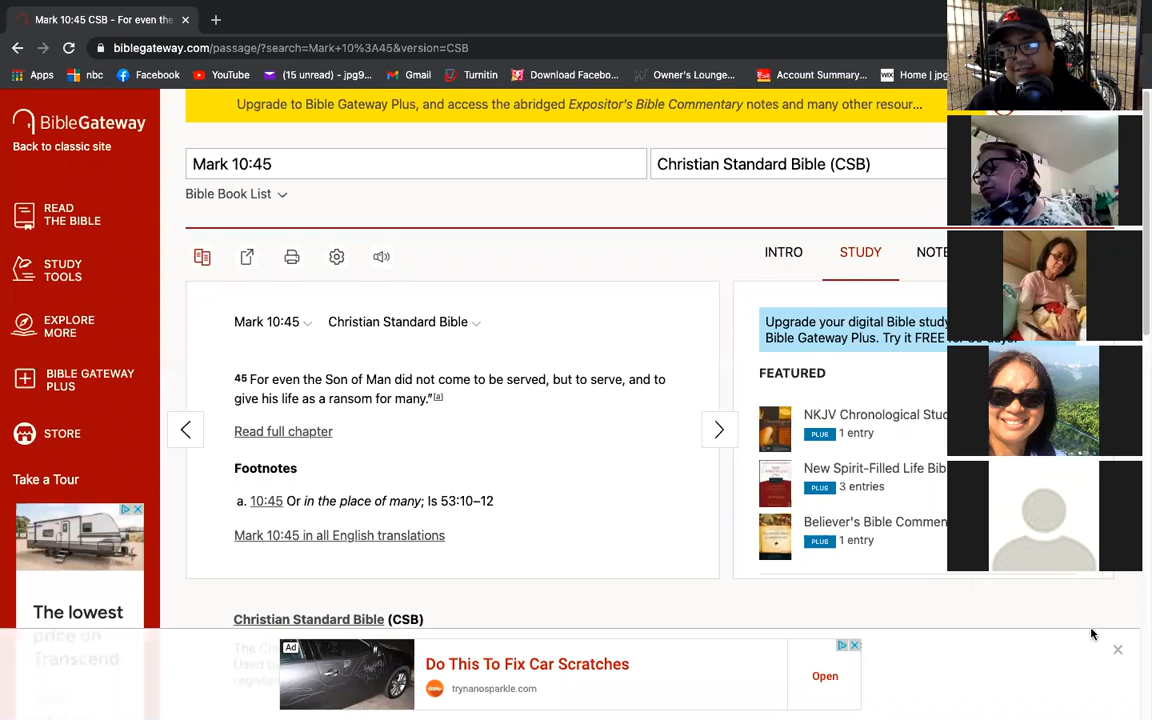 Mark 10:45 CSB - For even the
biblegateway.com/passage/?search=Mark+10%3A45&version=CSB
Apps nbc Facebook YouTube (15 unread) - jpg9... Gmail Turnitin Download Facebo... Owner's Lounge... Account Summary... WIX Home | jpg
Upgrade to Bible Gateway Plus, and access the abridged Expositor's Bible Commentary notes and many other resour...
BibleGateway
Back to classic site
Mark 10:45
Christian Standard Bible (CSB)
Bible Book List
READ
THE BIBLE
STUDY
TOOLS
EXPLORE
MORE
BIBLE GATEWAY
PLUS
STORE
Take a Tour
INTRO STUDY NOTE
Mark 10:45 Christian Standard Bible
45 For even the Son of Man did not come to be served, but to serve, and to
give his life as a ransom for many.”[a]
Read full chapter
Footnotes
a. 10:45 Or in the place of many; Is 53:10–12
Mark 10:45 in all English translations
Upgrade your digital Bible study
Bible Gateway Plus. Try it FREE
FEATURED
NKJV Chronological Stud
PLUS 1 entry
New Spirit-Filled Life Bib
PLUS 3 entries
Believer's Bible Commen
PLUS 1 entry
Christian Standard Bible (CSB)
The lowest
price on
Transcend
Ad
Do This To Fix Car Scratches
trynanosparkle.com
Open